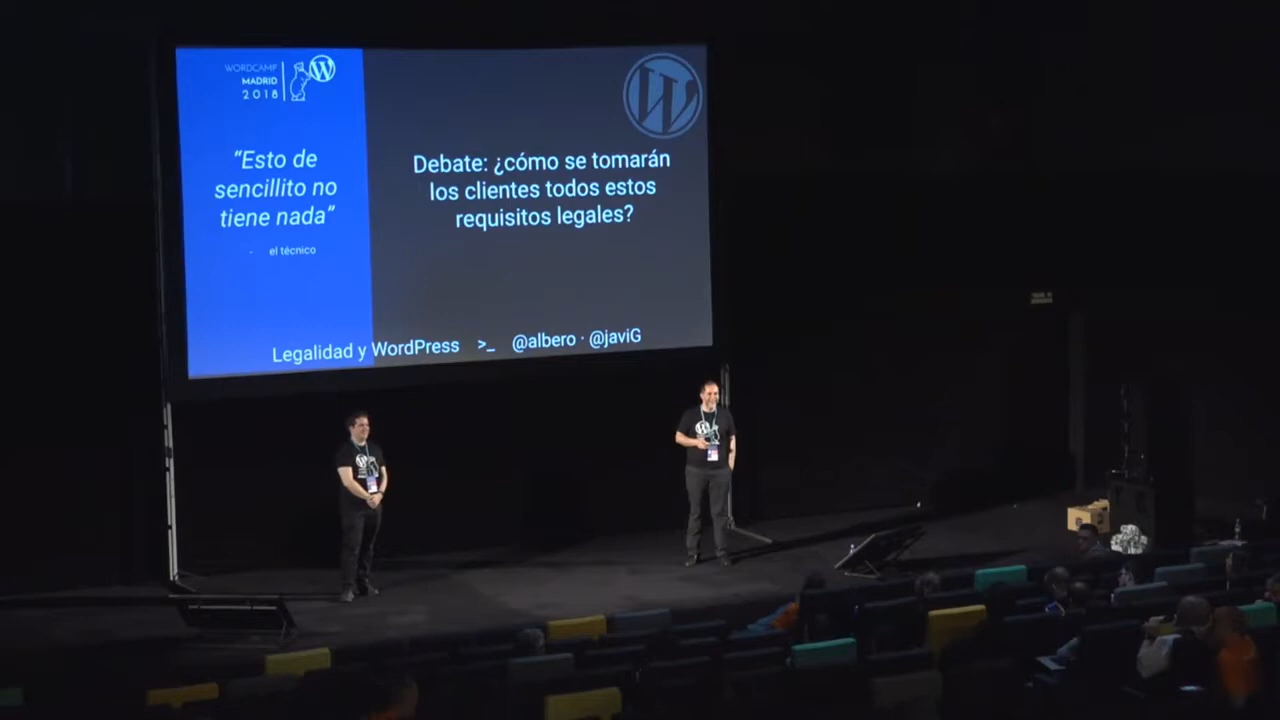 WORDCAMP
MADRID
2018
“Esto de
sencillito no
tiene nada”
- el técnico
Debate: ¿cómo se tomarán
los clientes todos estos
requisitos legales?
Legalidad y WordPress >_ @albero · @javiG